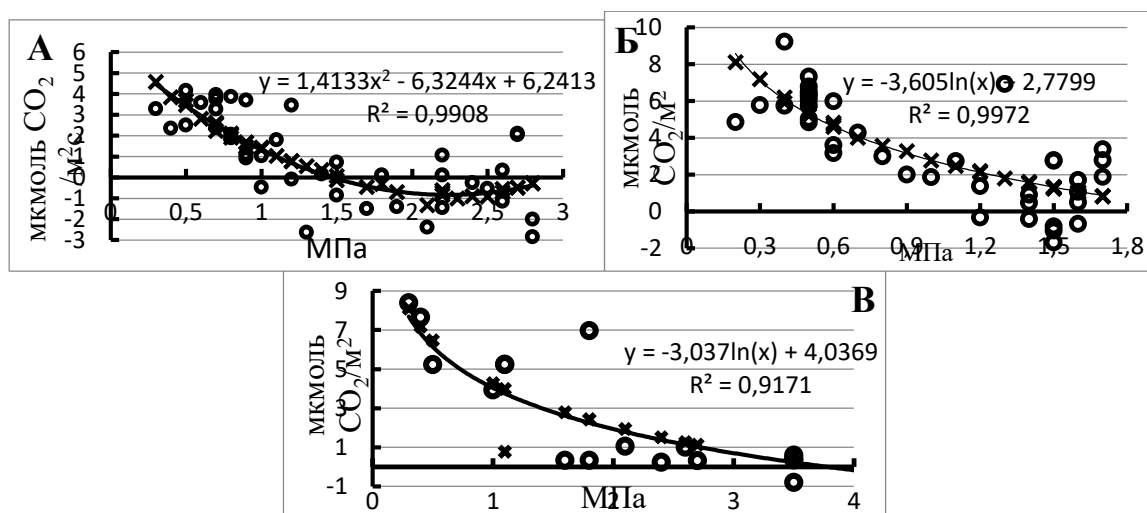 А
мкмоль CO2/м²с
6
5
4
3
2
1
0
-1
-2
-3
y = 1,4133x² - 6,3244x + 6,2413
R² = 0,9908
0 0,5 1 1,5 2 2,5 3
МПа
Б
мкмоль
CO2/м²
10
8
6
4
2
0
-2
y = -3,605ln(x) + 2,7799
R² = 0,9972
0 0,3 0,6 0,9 1,2 1,5 1,8
МПа
В
мкмоль
CO2/м²
9
7
5
3
1
-1
y = -3,037ln(x) + 4,0369
R² = 0,9171
0 1 2 3 4
МПа